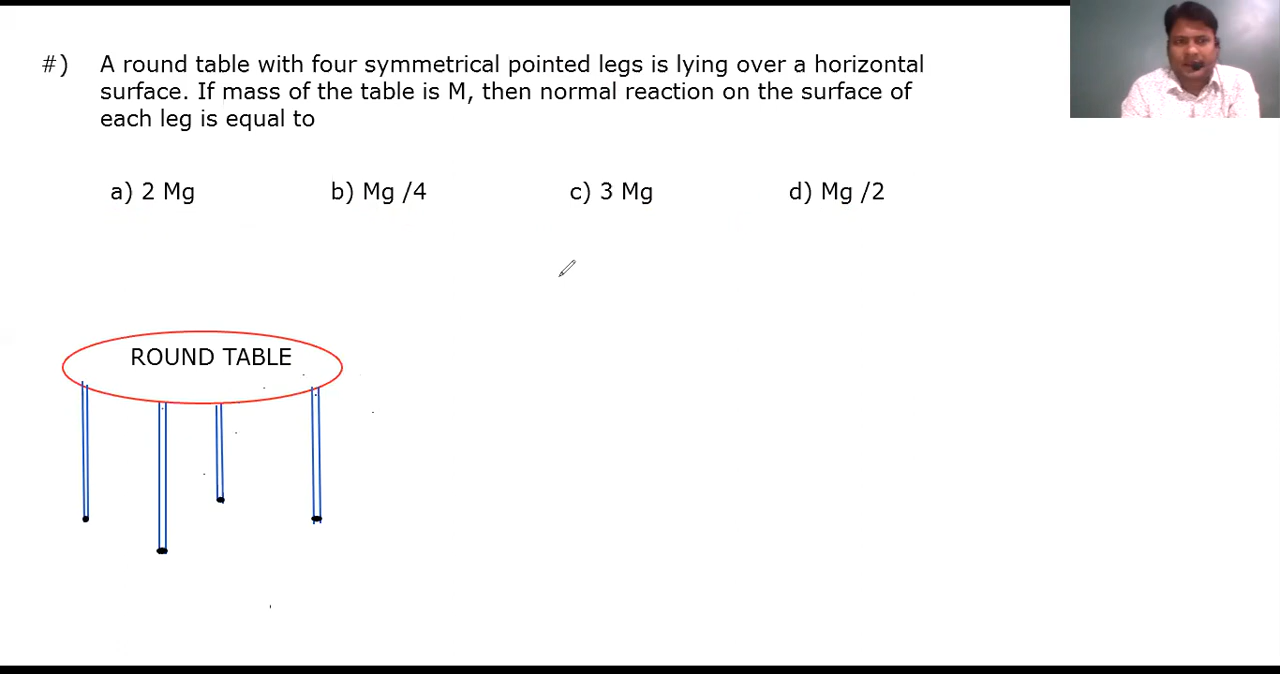 #) A round table with four symmetrical pointed legs is lying over a horizontal
surface. If mass of the table is M, then normal reaction on the surface of
each leg is equal to
a) 2 Mg b) Mg /4 c) 3 Mg d) Mg /2
ROUND TABLE